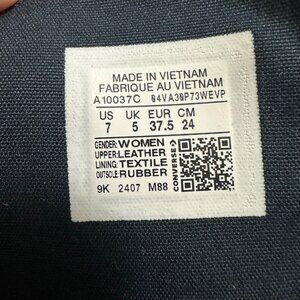 MADE IN VIETNAM
FABRIQUE AU VIETNAM
A10037C 04VA30P73WEVP
US UK EUR CM
7 5 37.5 24
GENDER: WOMEN
UPPER: LEATHER
LINING: TEXTILE
OUTSOLE: RUBBER
CONVERSE
9K 2407 M88